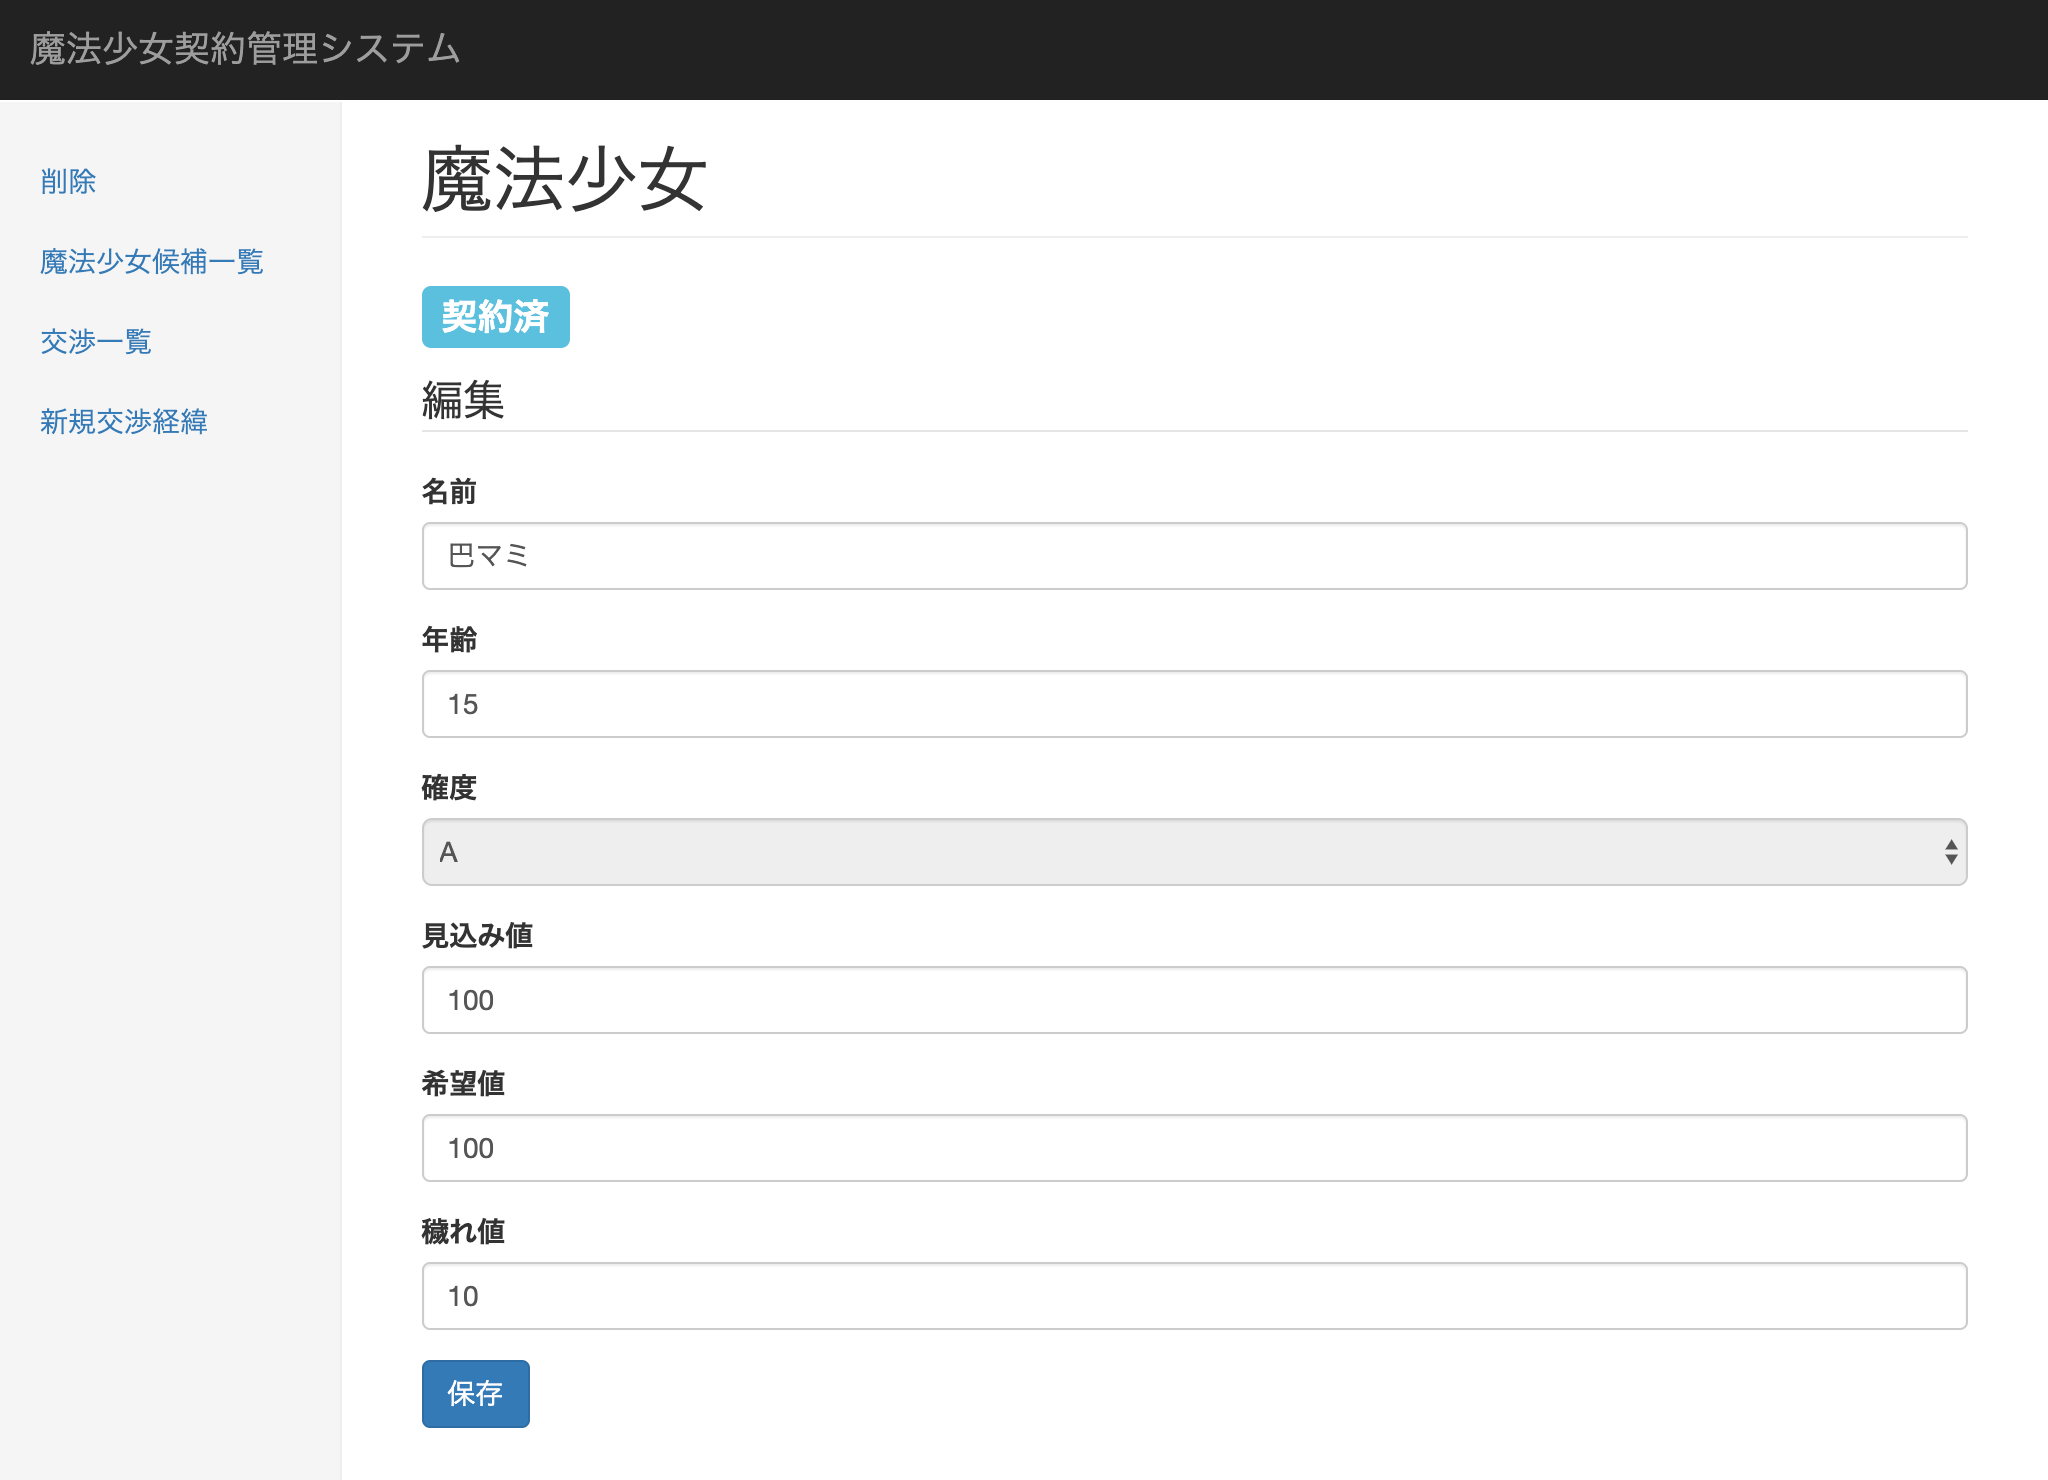 魔法少女契約管理システム
削除
魔法少女候補一覧
交渉一覧
新規交渉経緯
魔法少女
契約済
編集
名前
巴マミ
年齢
15
確度
A
見込み値
100
希望値
100
穢れ値
10
保存